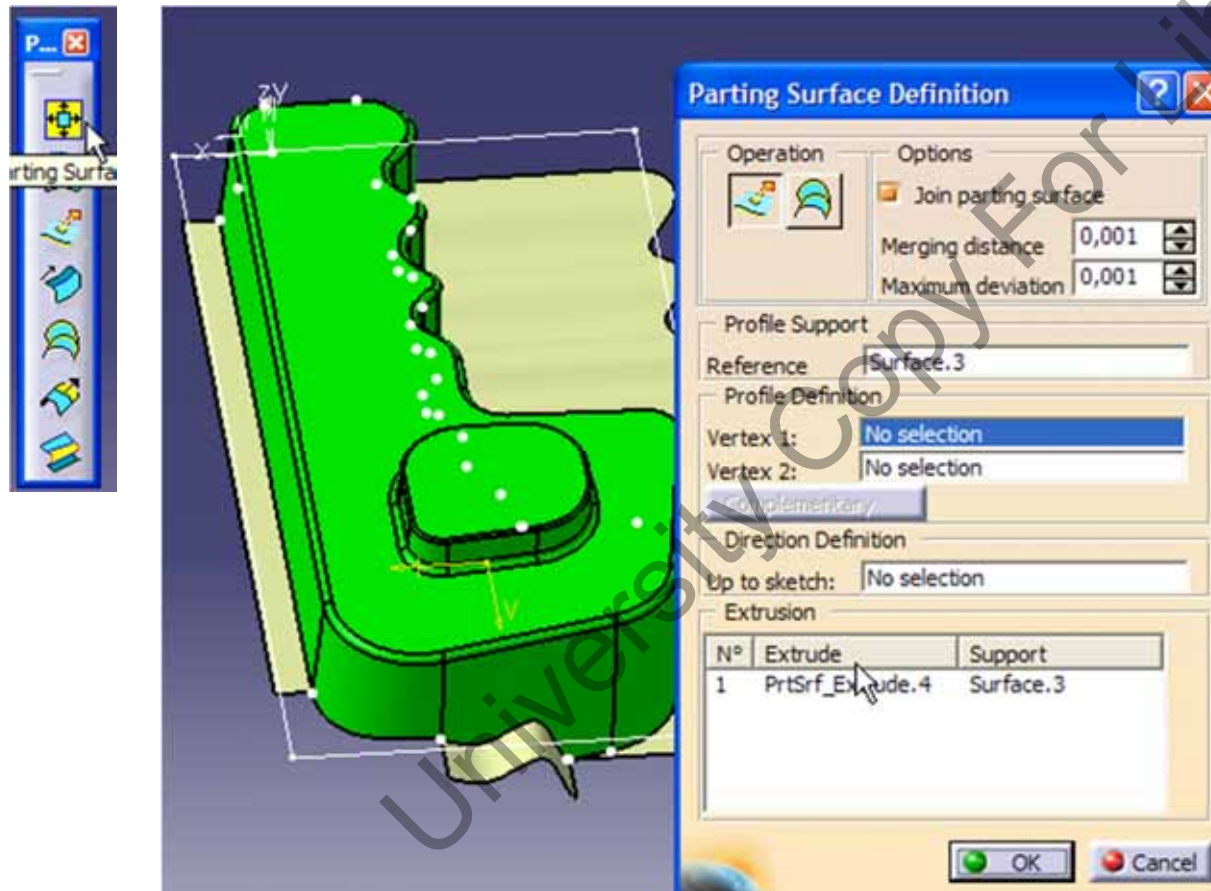 P...
arting Surfa
zy
x
y
V
Parting Surface Definition
Operation
Options
Join parting surface
Merging distance 0,001
Maximum deviation 0,001
Profile Support
Reference Surface.3
Profile Definition
Vertex 1: No selection
Vertex 2: No selection
Complementary
Direction Definition
Up to sketch: No selection
Extrusion
N° Extrude Support
1 PrtSrf_Extrude.4 Surface.3
OK Cancel
University Copy For Lib